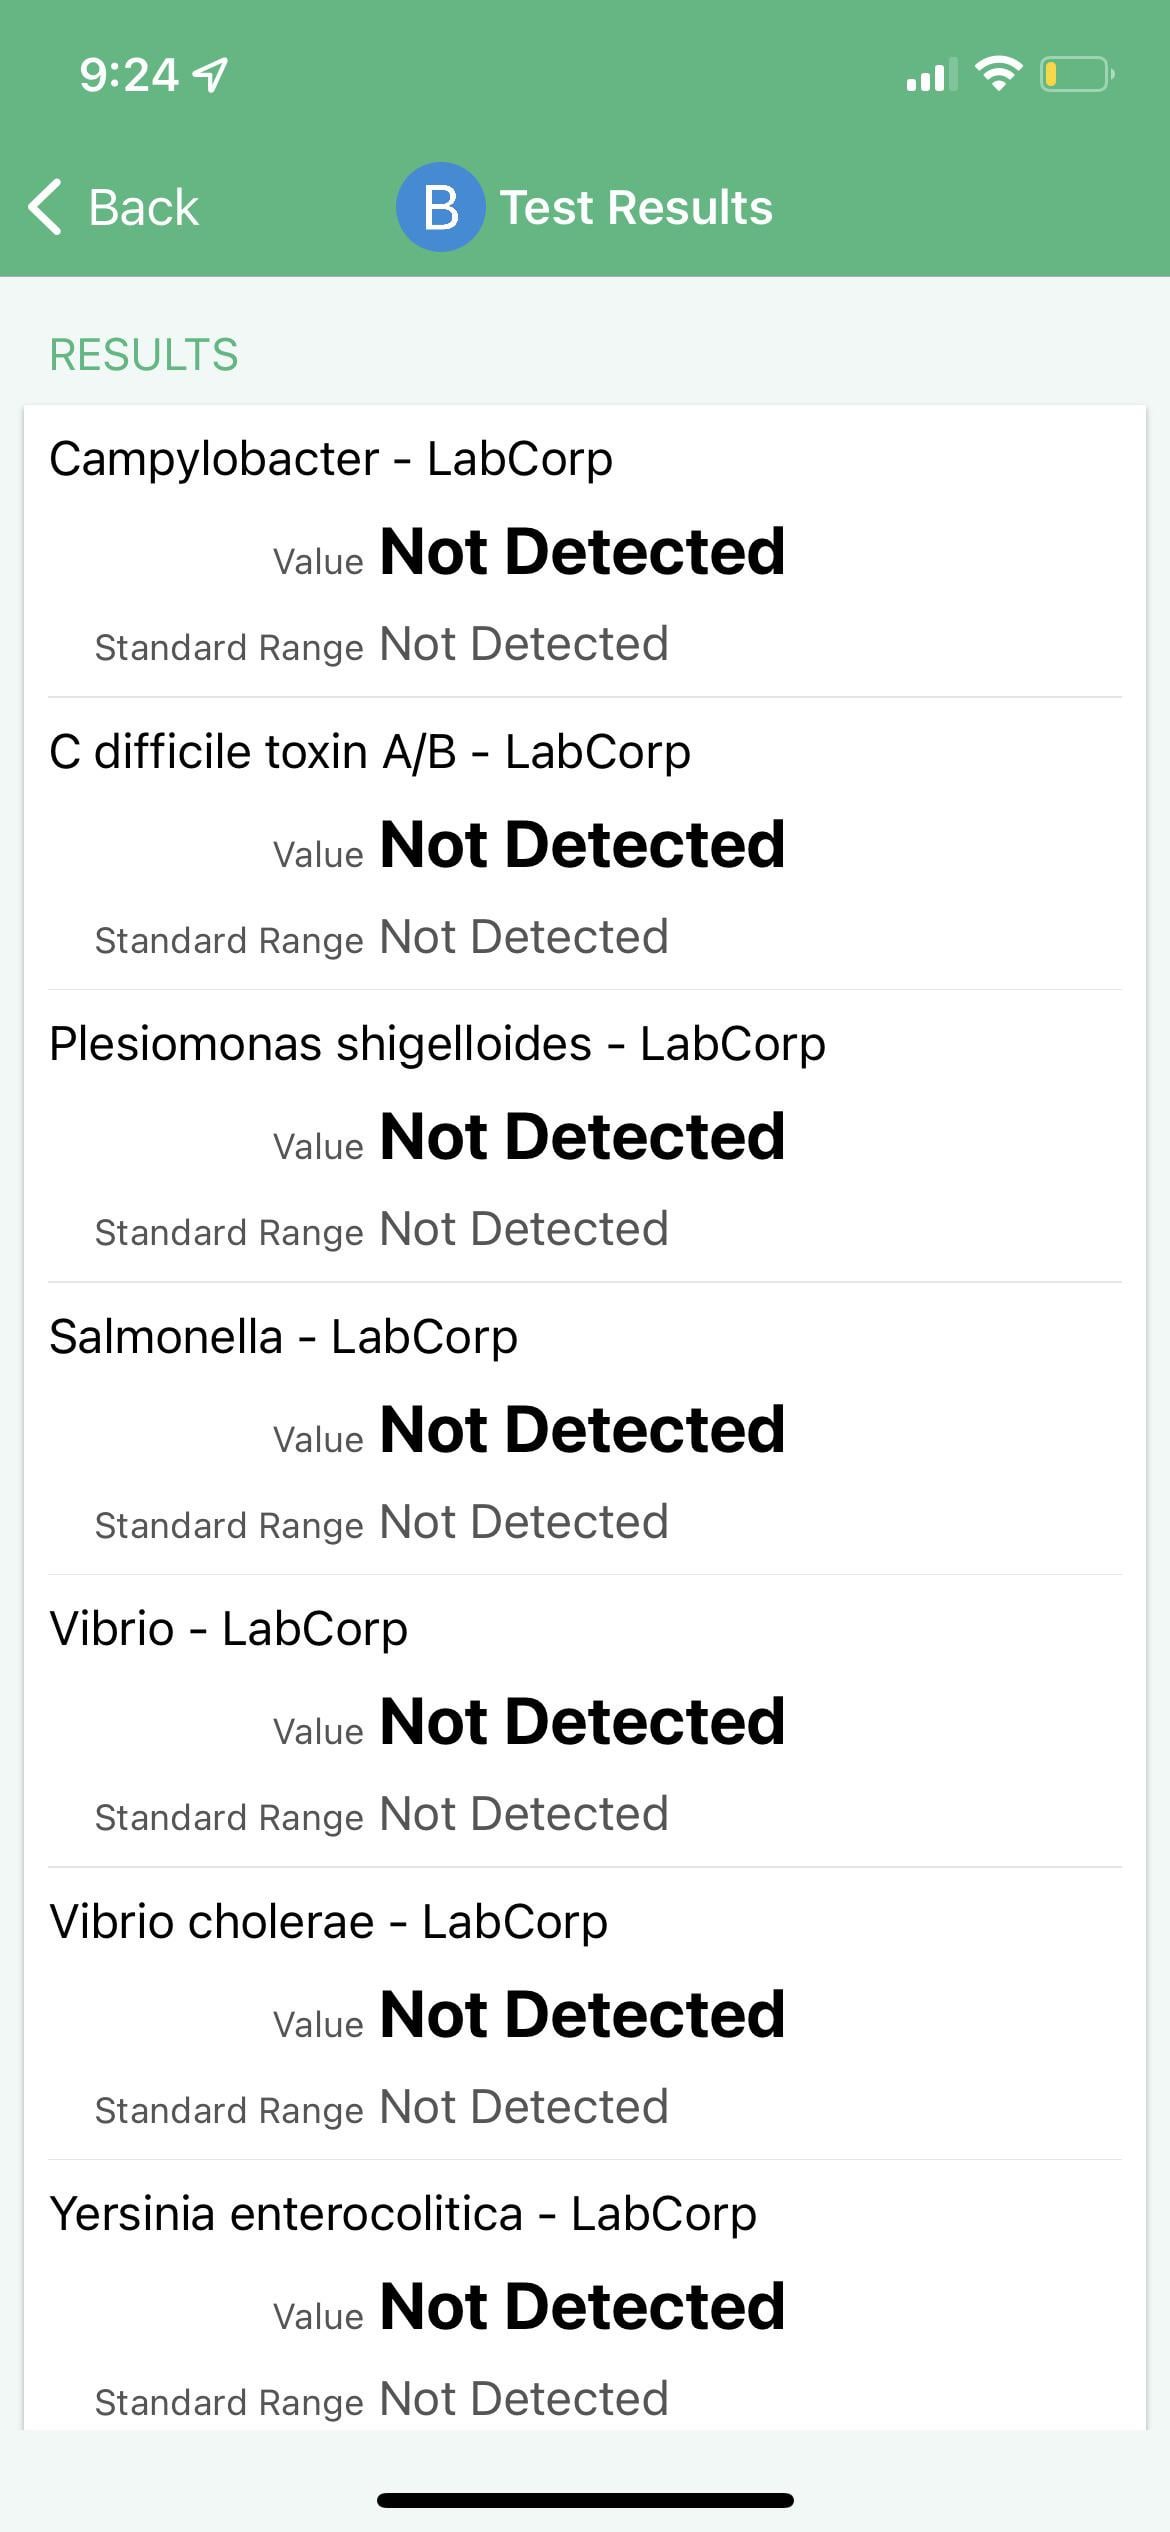 9:24
Back
B Test Results
RESULTS
Campylobacter - LabCorp
Value Not Detected
Standard Range Not Detected
C difficile toxin A/B - LabCorp
Value Not Detected
Standard Range Not Detected
Plesiomonas shigelloides - LabCorp
Value Not Detected
Standard Range Not Detected
Salmonella - LabCorp
Value Not Detected
Standard Range Not Detected
Vibrio - LabCorp
Value Not Detected
Standard Range Not Detected
Vibrio cholerae - LabCorp
Value Not Detected
Standard Range Not Detected
Yersinia enterocolitica - LabCorp
Value Not Detected
Standard Range Not Detected